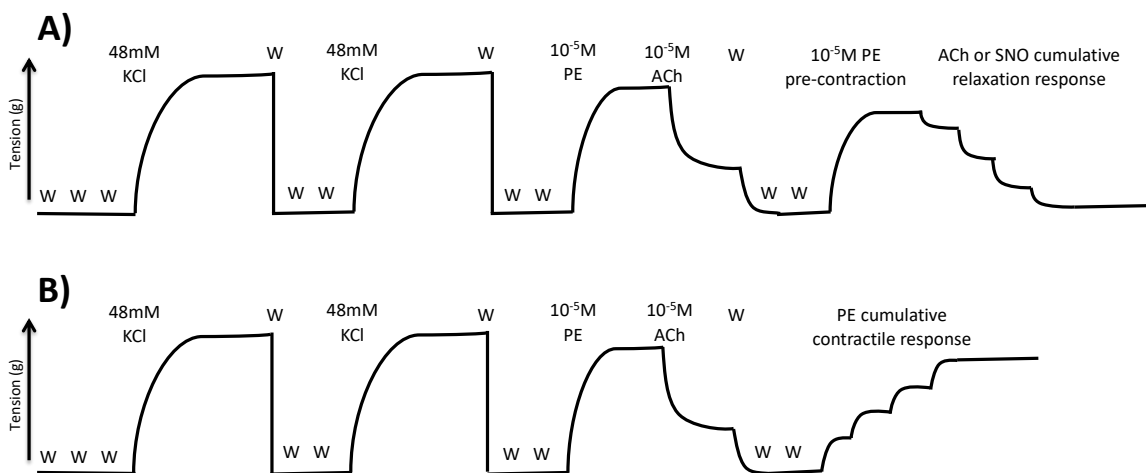 A)
48mM
KCl
W
48mM
KCl
W
10⁻⁵M
PE
10⁻⁵M
ACh
W
10⁻⁵M PE
pre-contraction
ACh or SNO cumulative
relaxation response
Tension (g)
W W W
W W
W W
W W
B)
48mM
KCl
W
48mM
KCl
W
10⁻⁵M
PE
10⁻⁵M
ACh
W
PE cumulative
contractile response
Tension (g)
W W W
W W
W W
W W